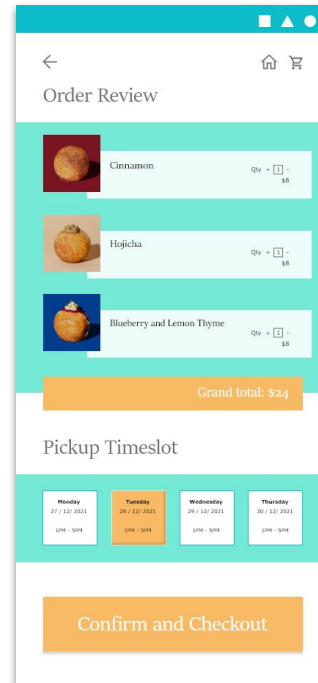 Order Review
Cinnamon
Qty + 1 -
$8
Hojicha
Qty + 1 -
$8
Blueberry and Lemon Thyme
Qty + 1 -
$8
Grand total: $24
Pickup Timeslot
Monday
27 / 12/ 2021
1PM - 5PM
Tuesday
28 / 12/ 2021
1PM - 5PM
Wednesday
29 / 12/ 2021
1PM - 5PM
Thursday
30 / 12/ 2021
1PM - 5PM
Confirm and Checkout